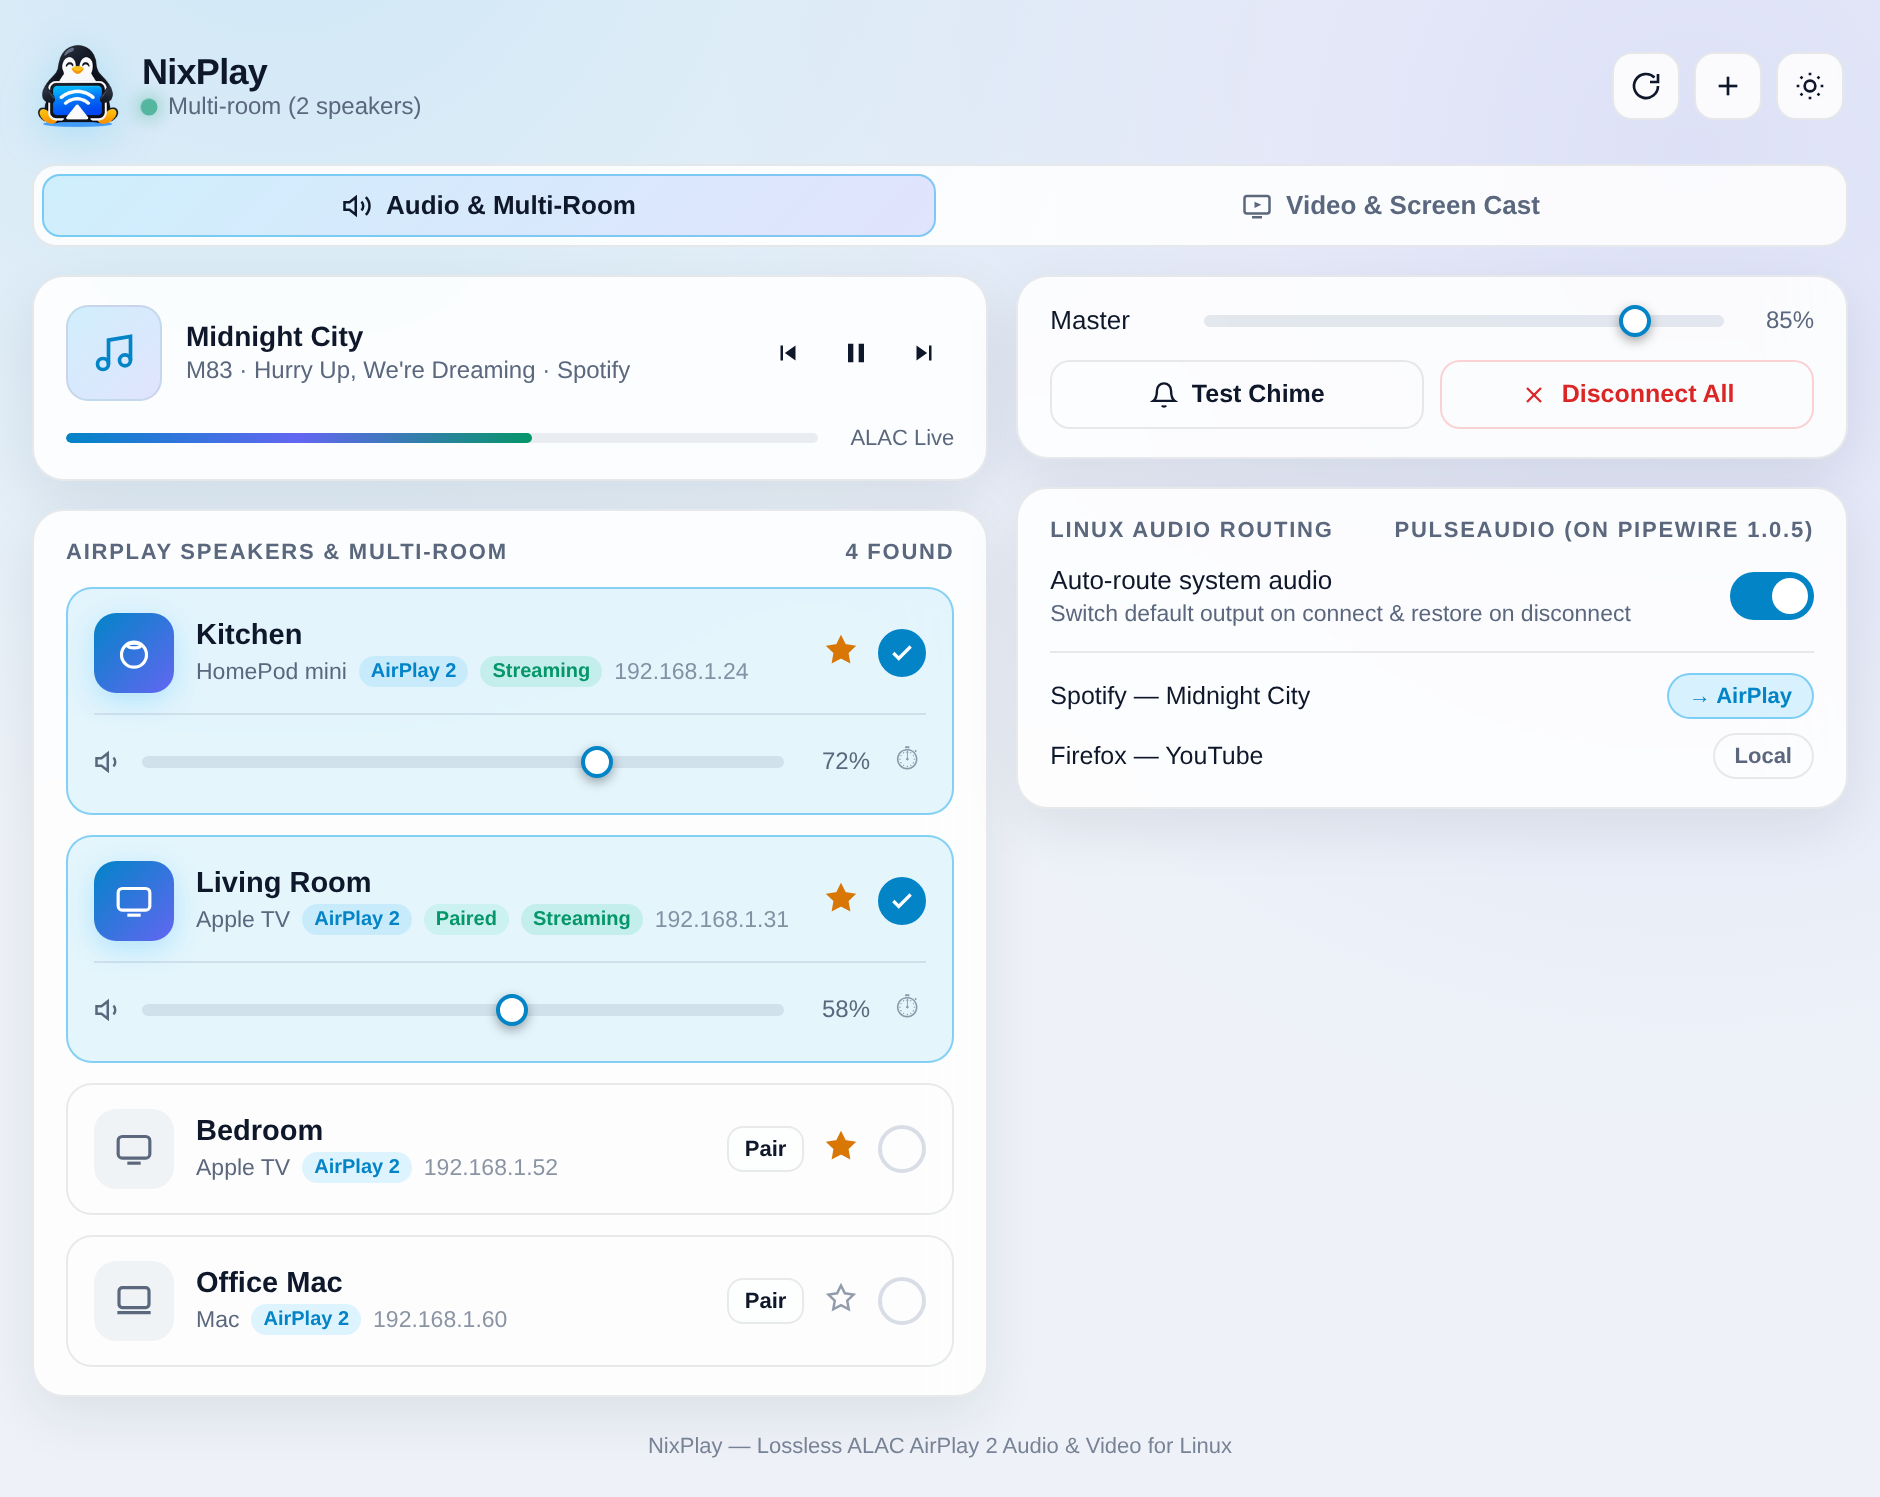 NixPlay
Multi-room (2 speakers)
Audio & Multi-Room
Video & Screen Cast
Midnight City
M83 · Hurry Up, We're Dreaming · Spotify
ALAC Live
AIRPLAY SPEAKERS & MULTI-ROOM
4 FOUND
Kitchen
HomePod mini AirPlay 2 Streaming 192.168.1.24
72%
Living Room
Apple TV AirPlay 2 Paired Streaming 192.168.1.31
58%
Bedroom
Apple TV AirPlay 2 192.168.1.52
Pair
Office Mac
Mac AirPlay 2 192.168.1.60
Pair
Master
85%
Test Chime
Disconnect All
LINUX AUDIO ROUTING
PULSEAUDIO (ON PIPEWIRE 1.0.5)
Auto-route system audio
Switch default output on connect & restore on disconnect
Spotify — Midnight City
→ AirPlay
Firefox — YouTube
Local
NixPlay — Lossless ALAC AirPlay 2 Audio & Video for Linux